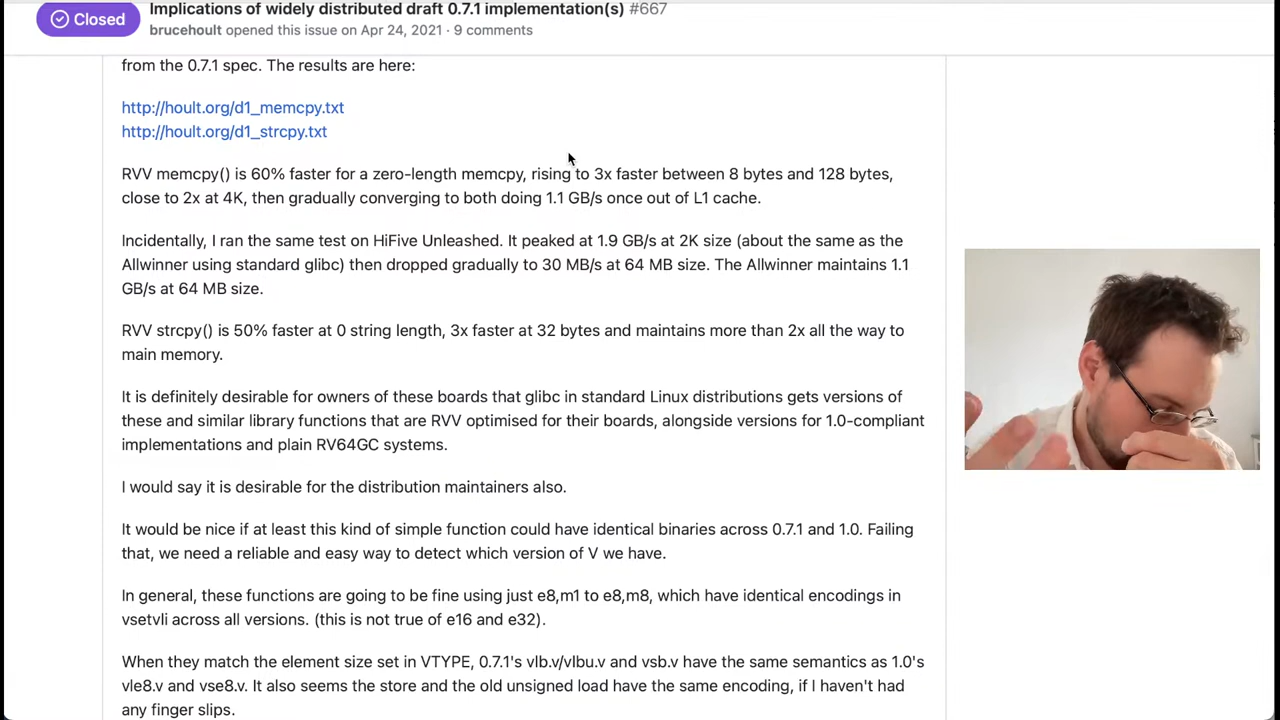 Closed
Implications of widely distributed draft 0.7.1 implementation(s) #667
brucehoult opened this issue on Apr 24, 2021 · 9 comments
from the 0.7.1 spec. The results are here:
http://hoult.org/d1_memcpy.txt
http://hoult.org/d1_strcpy.txt
RVV memcpy() is 60% faster for a zero-length memcpy, rising to 3x faster between 8 bytes and 128 bytes,
close to 2x at 4K, then gradually converging to both doing 1.1 GB/s once out of L1 cache.
Incidentally, I ran the same test on HiFive Unleashed. It peaked at 1.9 GB/s at 2K size (about the same as the
Allwinner using standard glibc) then dropped gradually to 30 MB/s at 64 MB size. The Allwinner maintains 1.1
GB/s at 64 MB size.
RVV strcpy() is 50% faster at 0 string length, 3x faster at 32 bytes and maintains more than 2x all the way to
main memory.
It is definitely desirable for owners of these boards that glibc in standard Linux distributions gets versions of
these and similar library functions that are RVV optimised for their boards, alongside versions for 1.0-compliant
implementations and plain RV64GC systems.
I would say it is desirable for the distribution maintainers also.
It would be nice if at least this kind of simple function could have identical binaries across 0.7.1 and 1.0. Failing
that, we need a reliable and easy way to detect which version of V we have.
In general, these functions are going to be fine using just e8,m1 to e8,m8, which have identical encodings in
vsetvli across all versions. (this is not true of e16 and e32).
When they match the element size set in VTYPE, 0.7.1's vlb.v/vlbu.v and vsb.v have the same semantics as 1.0's
vle8.v and vse8.v. It also seems the store and the old unsigned load have the same encoding, if I haven't had
any finger slips.